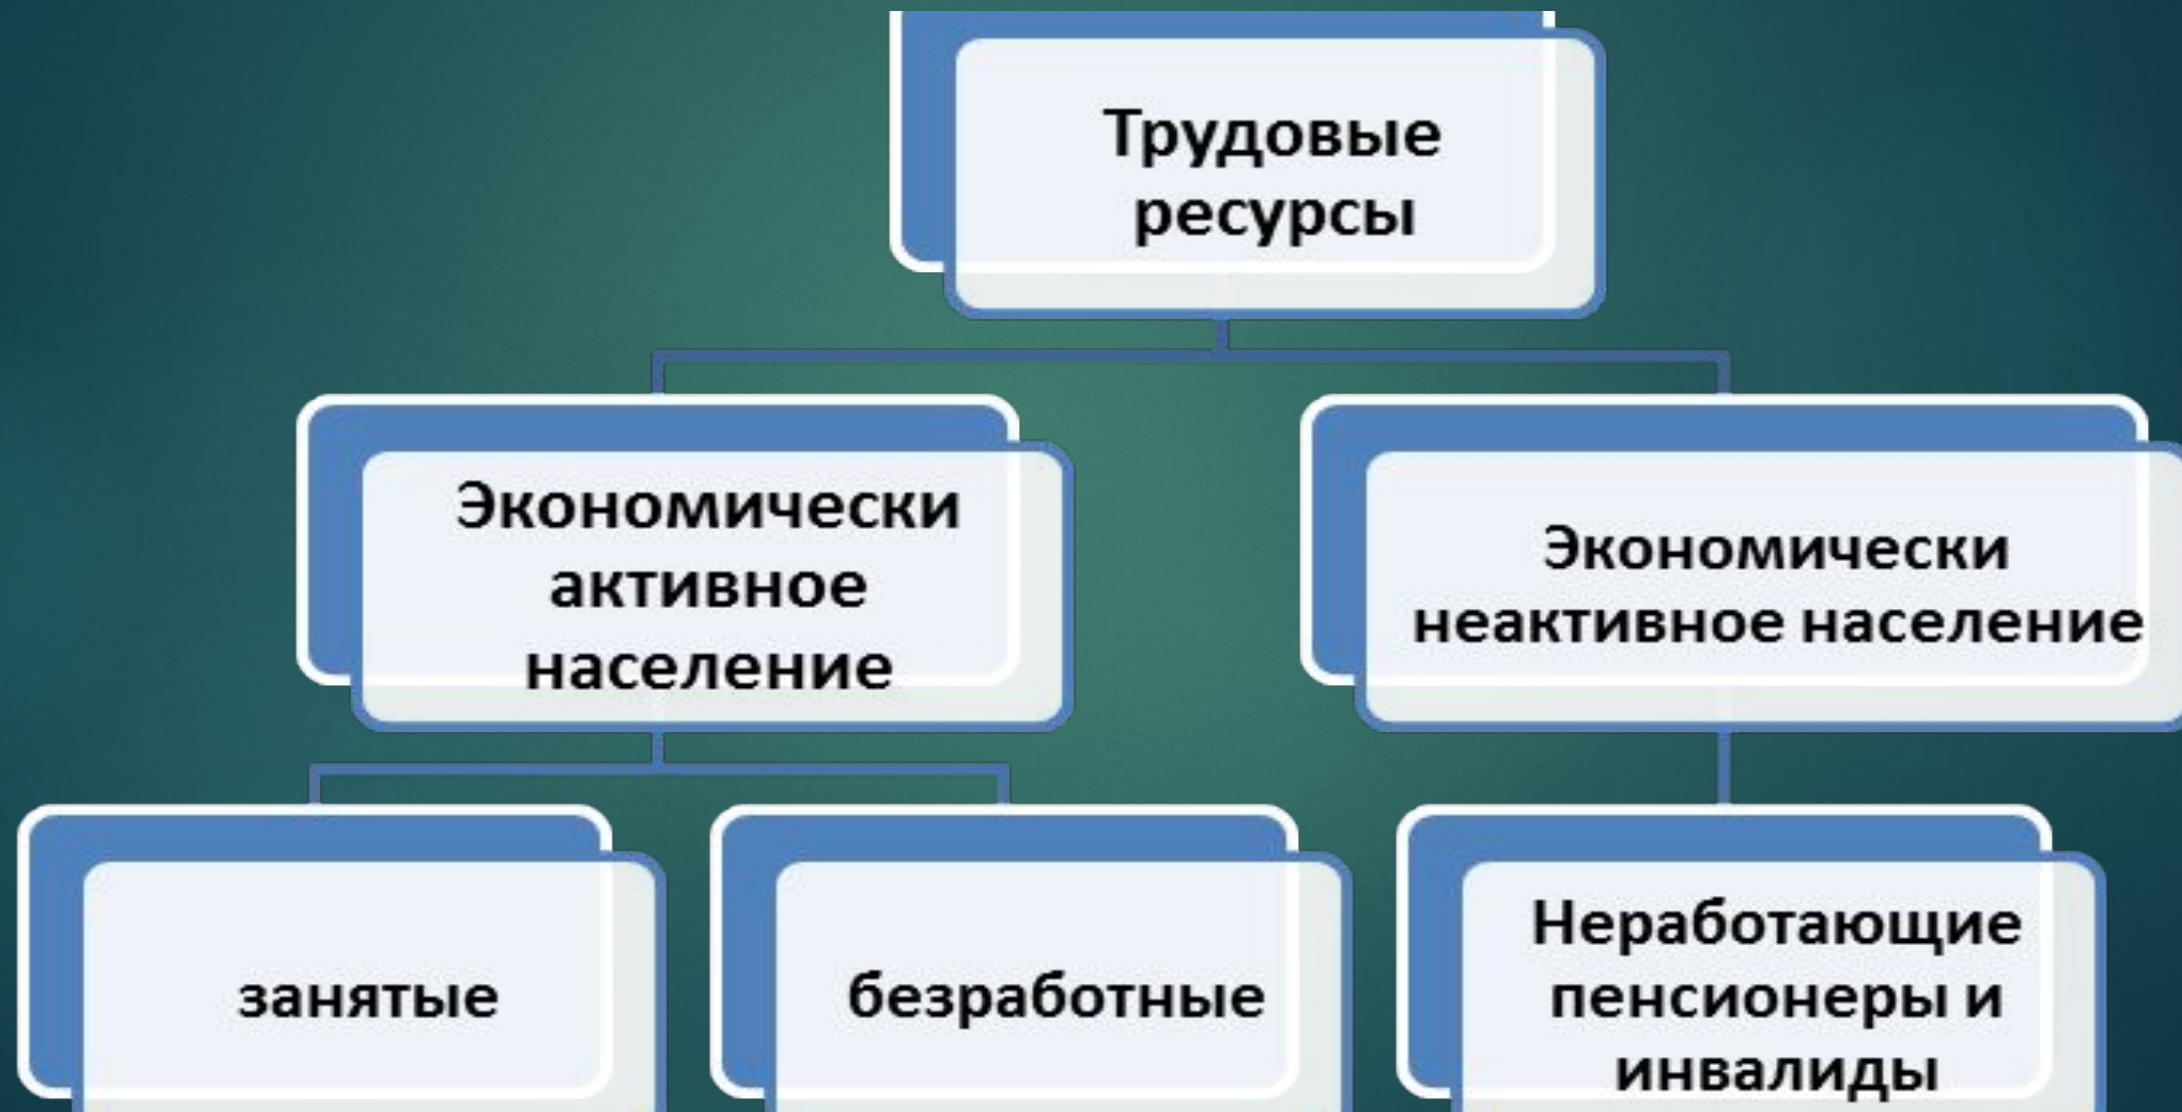 Трудовые
ресурсы
Экономически
активное
население
Экономически
неактивное население
занятые
безработные
Неработающие
пенсионеры и
инвалиды